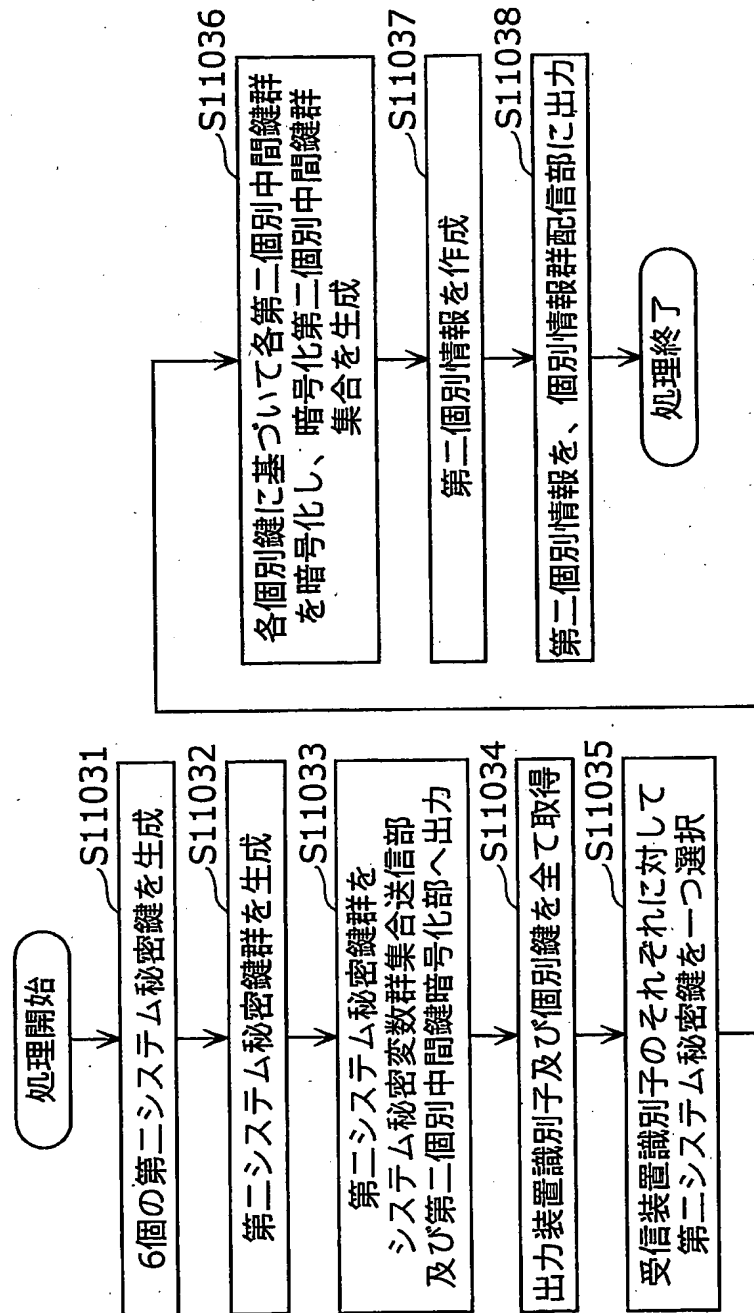 処理開始
S11031
6個の第二システム秘密鍵を生成
S11032
第二システム秘密鍵群を生成
S11033
第二システム秘密鍵群を
システム秘密変数群集合送信部
及び第二個別中間鍵暗号化部へ出力
S11034
出力装置識別子及び個別鍵を全て取得
S11035
受信装置識別子のそれぞれに対して
第二システム秘密鍵を一つ選択
S11036
各個別鍵に基づいて各第二個別中間鍵群
を暗号化し、暗号化第二個別中間鍵群
集合を生成
S11037
第二個別情報を作成
S11038
第二個別情報を、個別情報群配信部に出力
処理終了